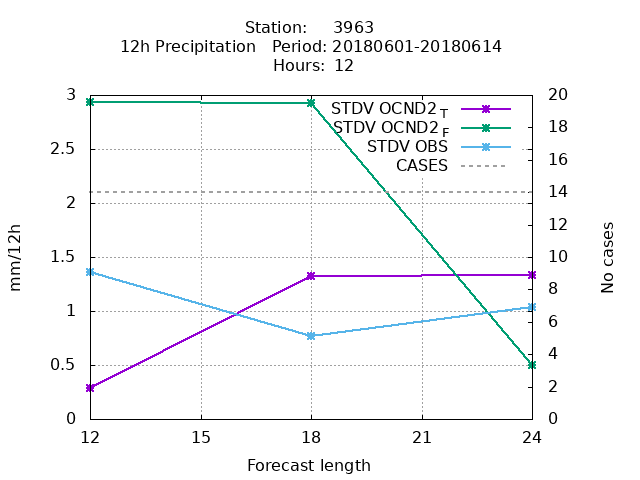 Station: 3963
12h Precipitation Period: 20180601-20180614
Hours: 12
STDV OCND2 T
STDV OCND2 F
STDV OBS
CASES
mm/12h
3
2.5
2
1.5
1
0.5
0
20
18
16
14
12
10
8
6
4
2
0
No cases
12 15 18 21 24
Forecast length